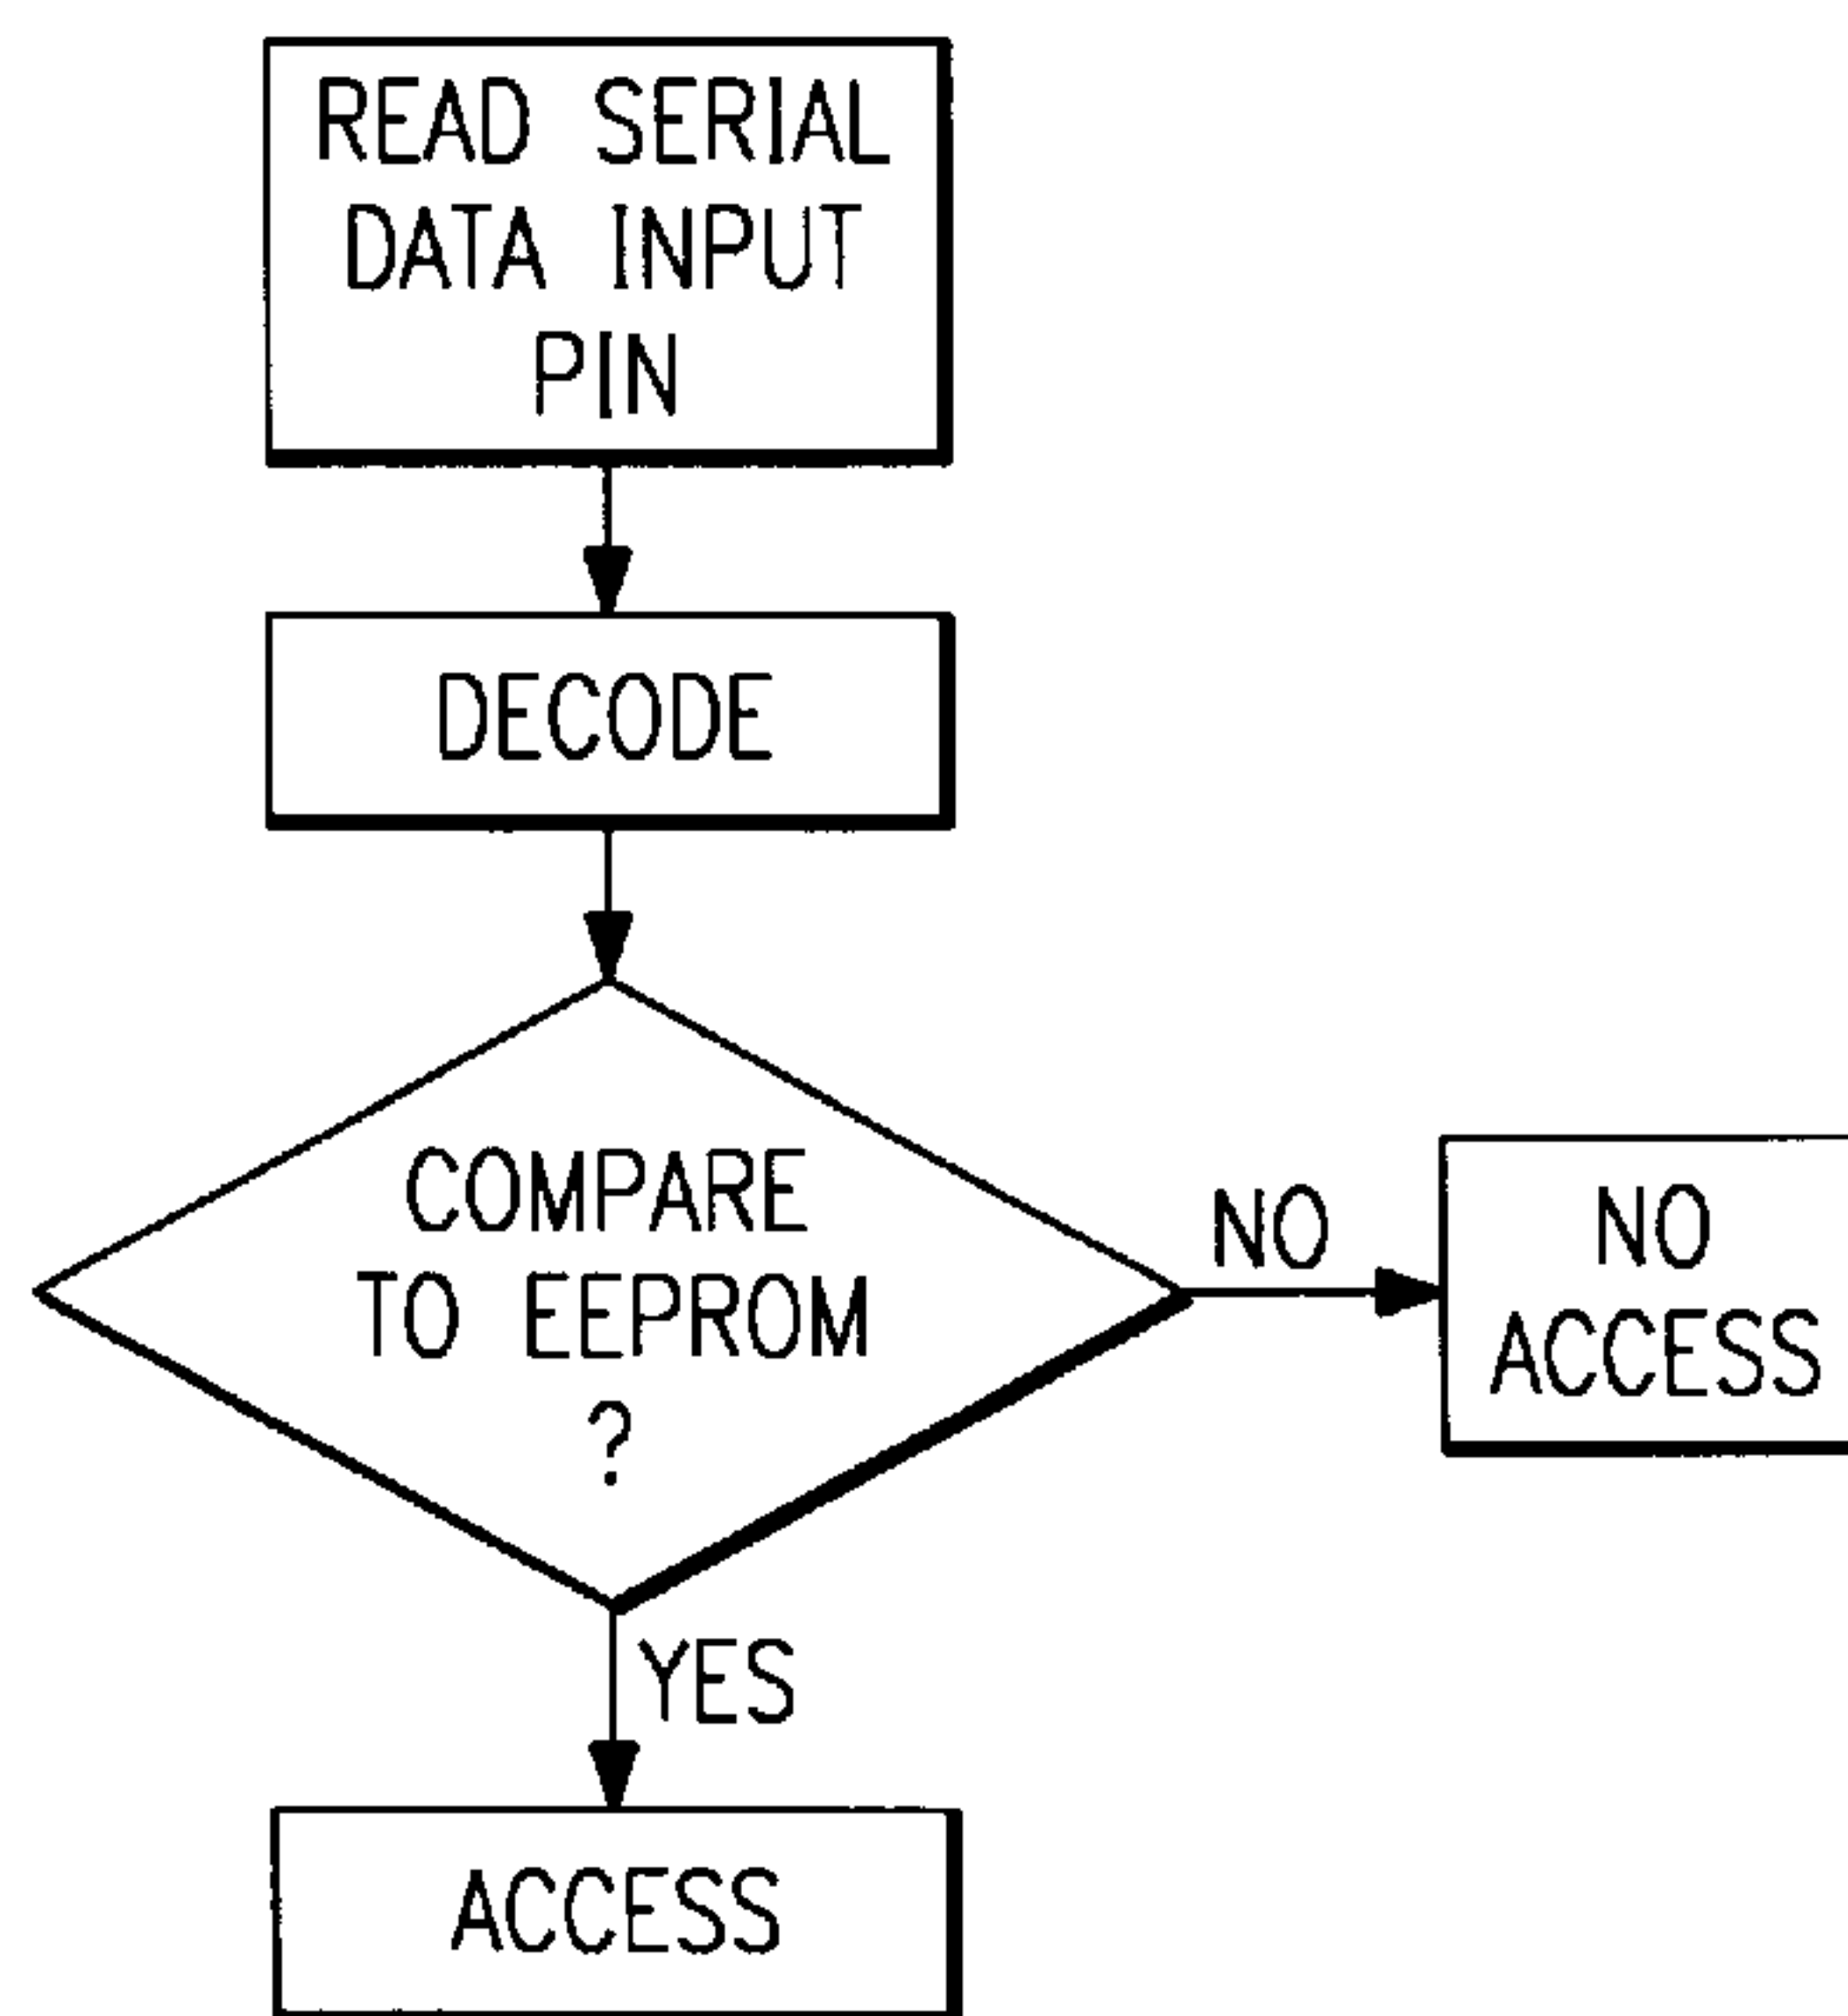 READ SERIAL
DATA INPUT
PIN
DECODE
COMPARE
TO EEPROM
?
NO
NO
ACCESS
YES
ACCESS